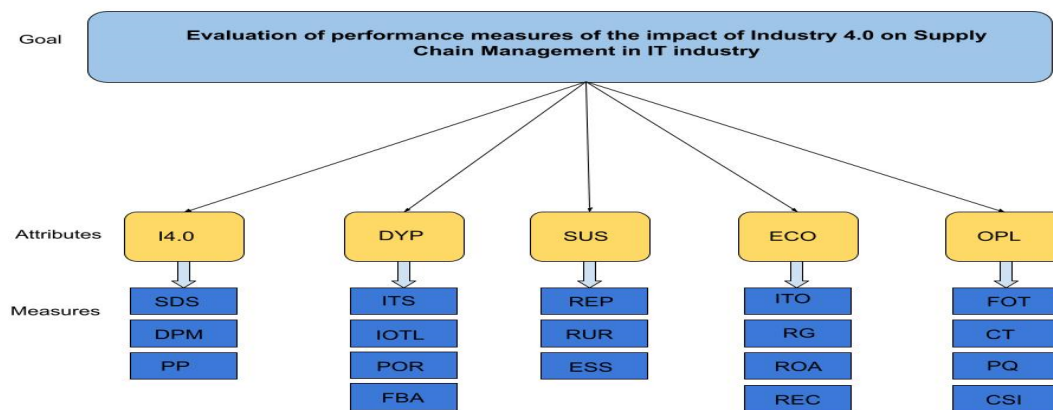 Goal
Evaluation of performance measures of the impact of Industry 4.0 on Supply
Chain Management in IT industry
Attributes
I4.0
DYP
SUS
ECO
OPL
Measures
SDS
DPM
PP
ITS
IOTL
POR
FBA
REP
RUR
ESS
ITO
RG
ROA
REC
FOT
CT
PQ
CSI